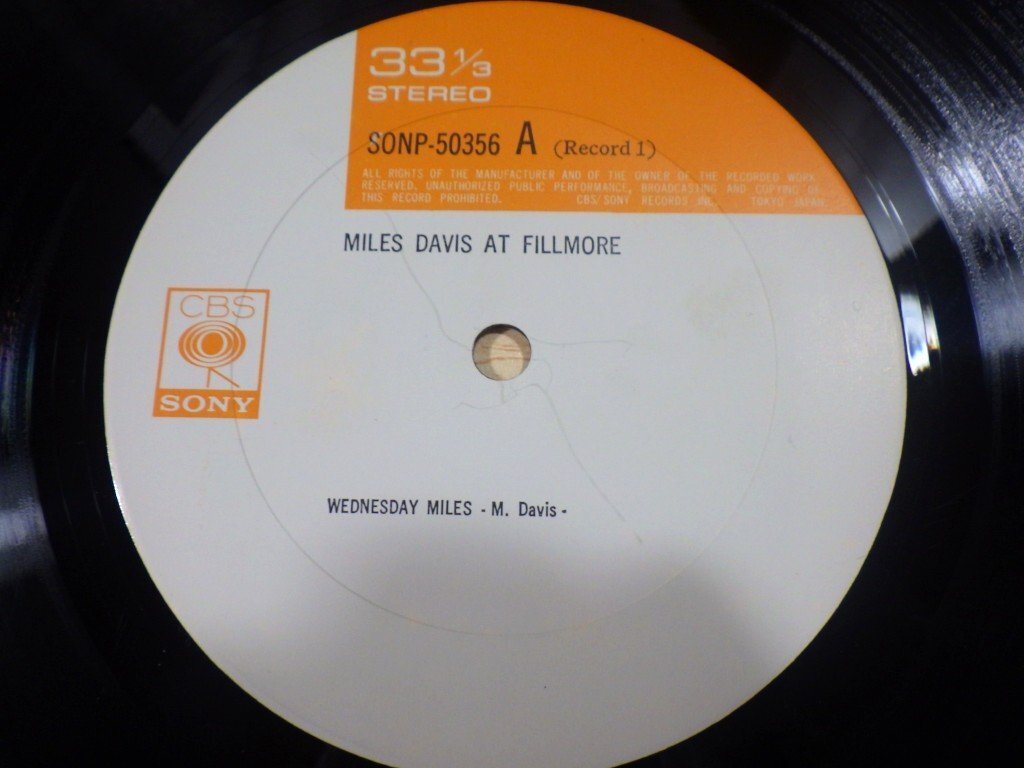 33 1/3
STEREO
SONP-50356 A (Record 1)
ALL RIGHTS OF THE MANUFACTURER AND OF THE OWNER OF THE RECORDED WORK
RESERVED. UNAUTHORIZED PUBLIC PERFORMANCE, BROADCASTING AND COPYING OF
THIS RECORD PROHIBITED. CBS/SONY RECORDS INC. TOKYO JAPAN
MILES DAVIS AT FILLMORE
CBS
SONY
WEDNESDAY MILES - M. Davis -